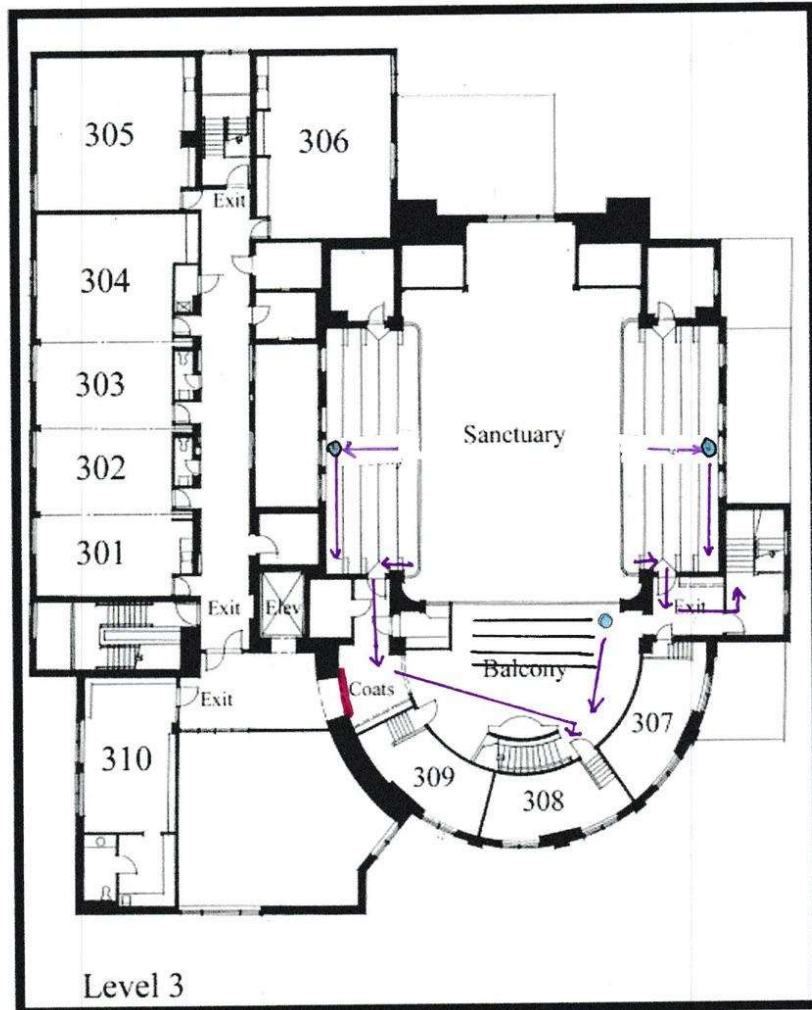 305
306
Exit
304
303
Sanctuary
302
301
Exit
Elev
Exit
Balcony
Coats
307
Exit
310
309
308
Level 3